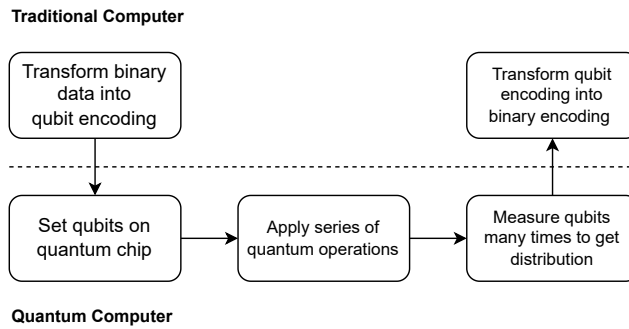 Traditional Computer
Transform binary
data into
qubit encoding
Transform qubit
encoding into
binary encoding
Set qubits on
quantum chip
Apply series of
quantum operations
Measure qubits
many times to get
distribution
Quantum Computer